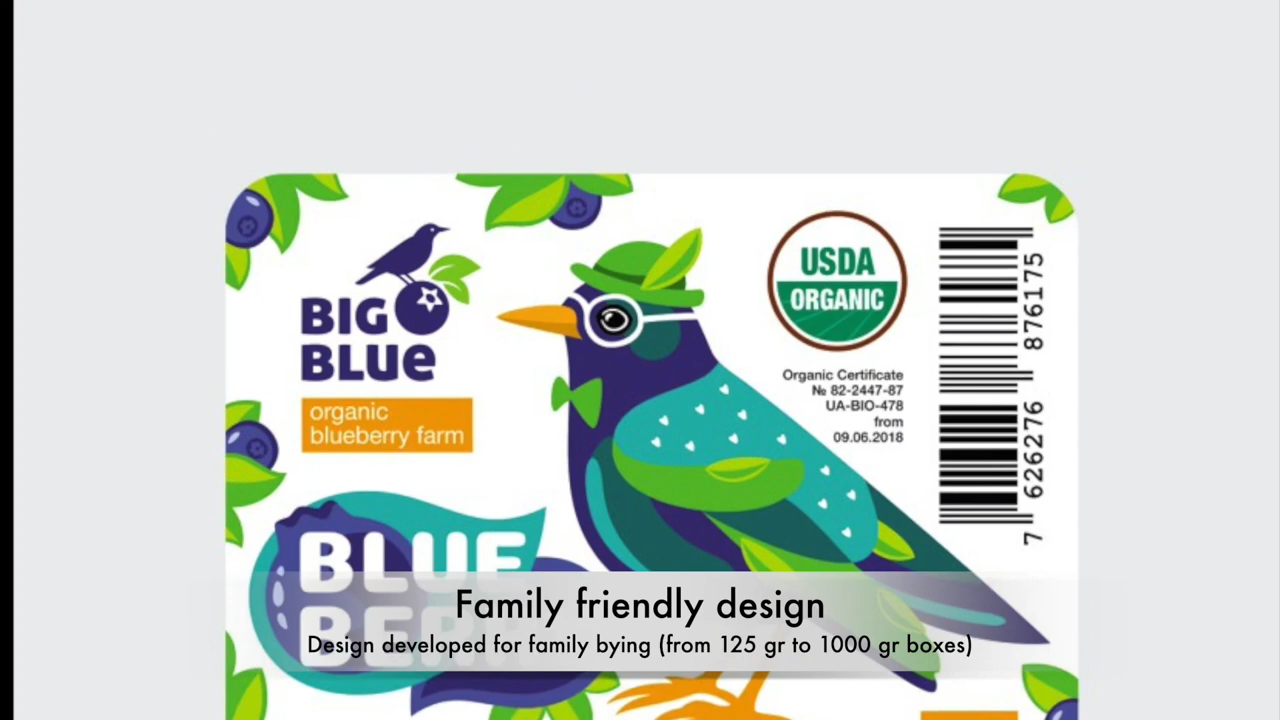 BIG
BLUe
organic
blueberry farm
USDA
ORGANIC
Organic Certificate
№ 82-2447-87
UA-BIO-478
from
09.06.2018
7 626276 876175
BLUE
BER
Family friendly design
Design developed for family bying (from 125 gr to 1000 gr boxes)